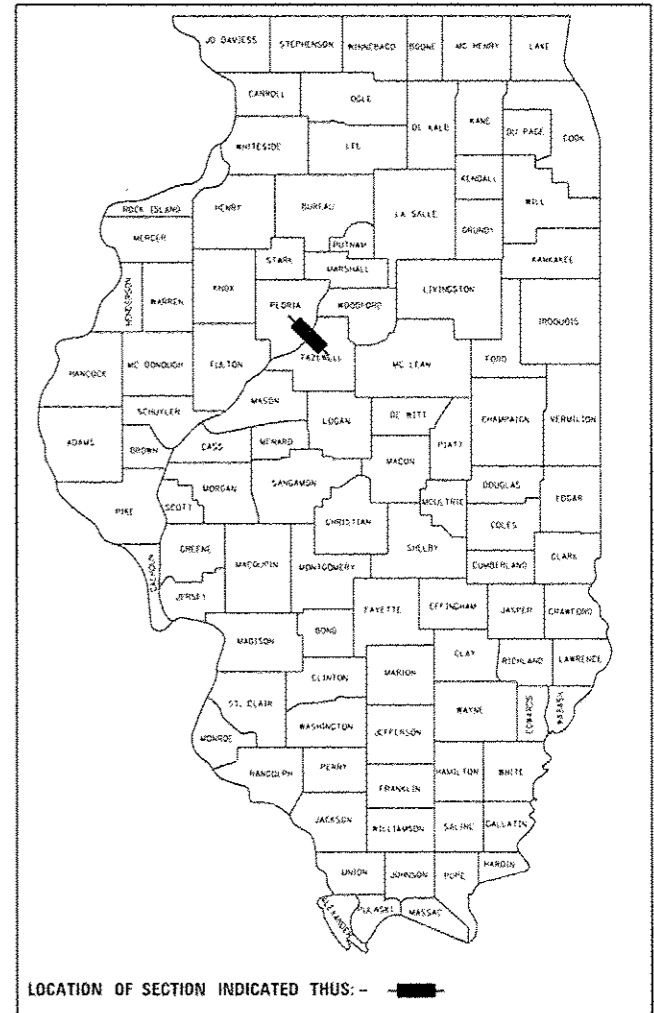 JO DAVIESS STEPHENSON WINNEBAGO BOONE MC HENRY LAKE
CARROLL OGLE
DE KALB KANE DU PAGE COOK
WHITESIDE LEE
KENDALL
ROCK ISLAND HENRY BUREAU LA SALLE WILL
MERCER PUTNAM GRUNDY
STARK KANKAKEE
MARSHALL
HENDERSON WARREN KNOX PEORIA WOODFORD LIVINGSTON
IROQUOIS
HANCOCK MC DONOUGH FULTON TAZEWELL MC LEAN FORD
MASON
SCHUYLER LOGAN DE WITT CHAMPAIGN VERMILION
ADAMS BROWN CASS MENARD PIATT
MACON
MORGAN SANGAMON DOUGLAS EDGAR
PIKE SCOTT MOULTRIE
CHRISTIAN COLES
GREENE SHELBY
CALHOUN MACOUPIN MONTGOMERY CUMBERLAND CLARK
JERSEY
FAYETTE EFFINGHAM JASPER CRAWFORD
MADISON BOND
CLAY RICHLAND LAWRENCE
CLINTON MARION
ST. CLAIR WAYNE EDWARDS WABASH
WASHINGTON JEFFERSON
MONROE
RANDOLPH PERRY HAMILTON WHITE
FRANKLIN
JACKSON WILLIAMSON SALINE GALLATIN
HARDIN
UNION JOHNSON POPE
ALEXANDER PULASKI MASSAC
LOCATION OF SECTION INDICATED THUS: -